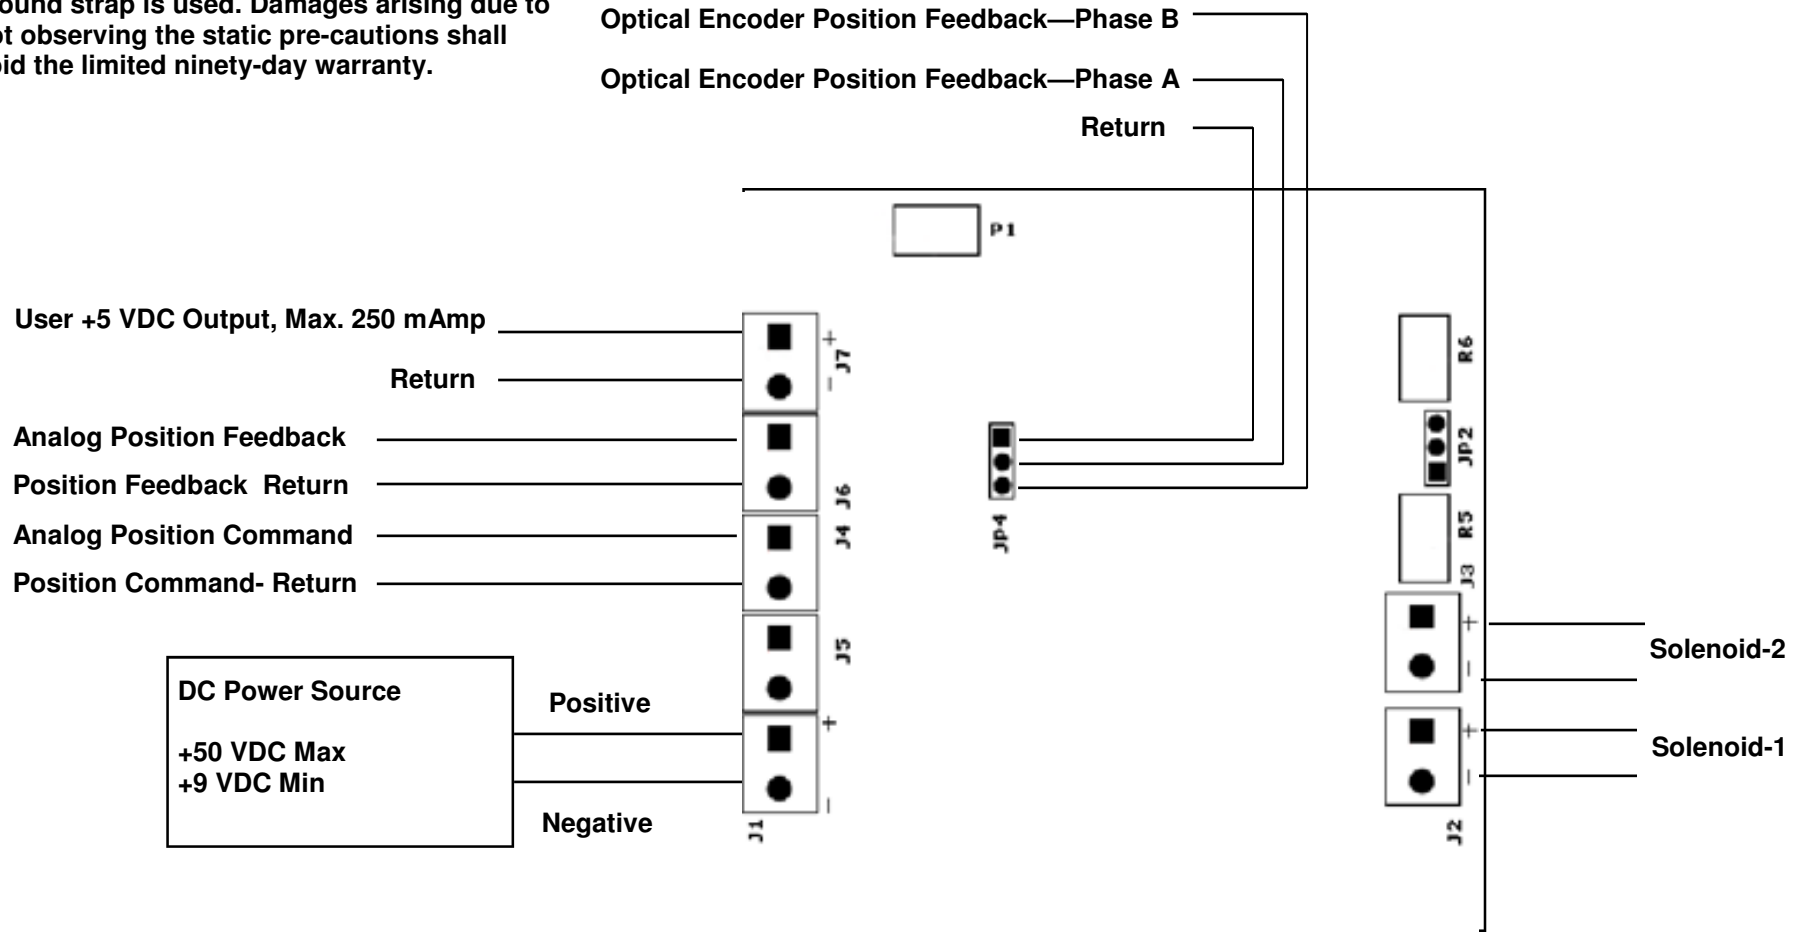 ound strap is used. Damages arising due to
ot observing the static pre-cautions shall
oid the limited ninety-day warranty.
Optical Encoder Position Feedback—Phase B
Optical Encoder Position Feedback—Phase A
Return
P1
User +5 VDC Output, Max. 250 mAmp
Return
+
J7
−
Analog Position Feedback
Position Feedback  Return
J6
Analog Position Command
J4
Position Command- Return
J5
JP4
R6
JP2
R5
J3
+
−
Solenoid-2
+
−
Solenoid-1
J2
DC Power Source
+50 VDC Max
+9 VDC Min
Positive
Negative
+
−
J1